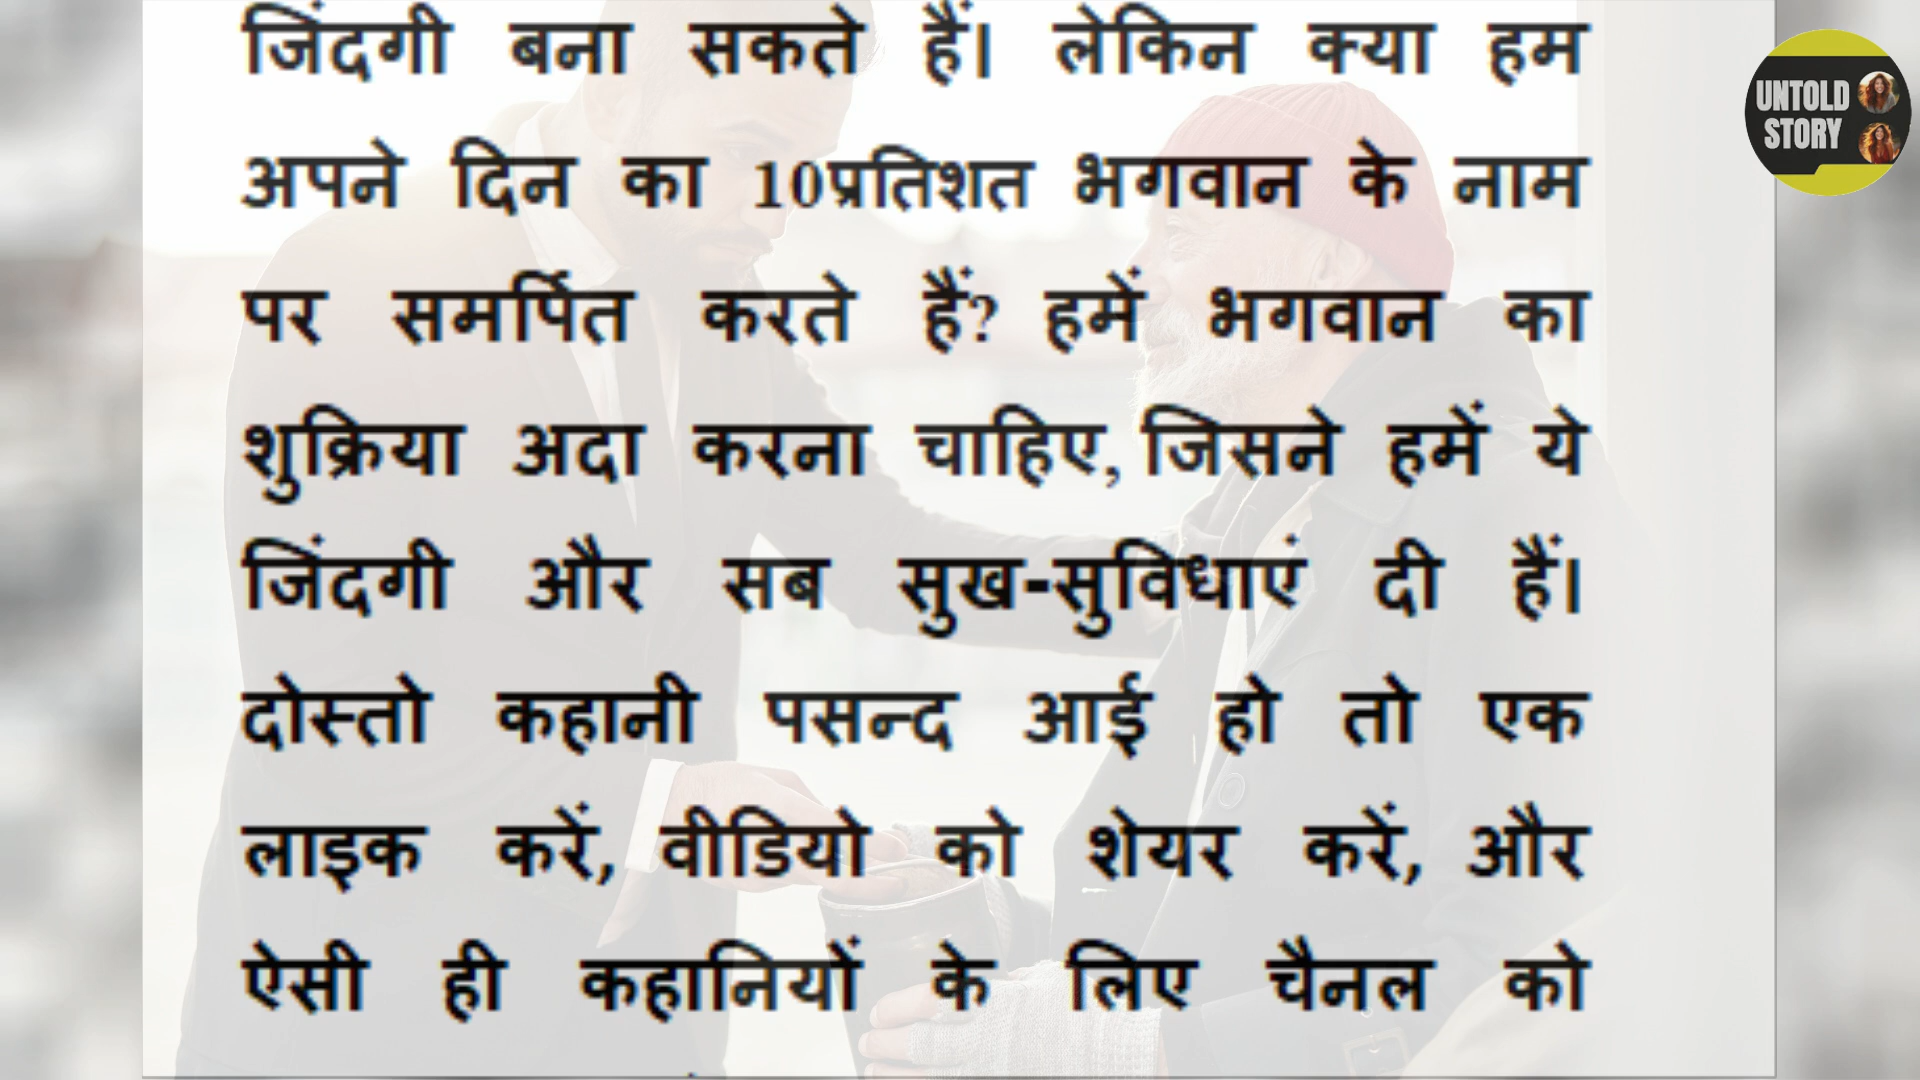 जिंदगी बना सकते हैं। लेकिन क्या हम
अपने दिन का 10प्रतिशत भगवान के नाम
पर समर्पित करते हैं? हमें भगवान का
शुक्रिया अदा करना चाहिए, जिसने हमें ये
जिंदगी और सब सुख-सुविधाएं दी हैं।
दोस्तो कहानी पसन्द आई हो तो एक
लाइक करें, वीडियो को शेयर करें, और
ऐसी ही कहानियों के लिए चैनल को
UNTOLD
STORY